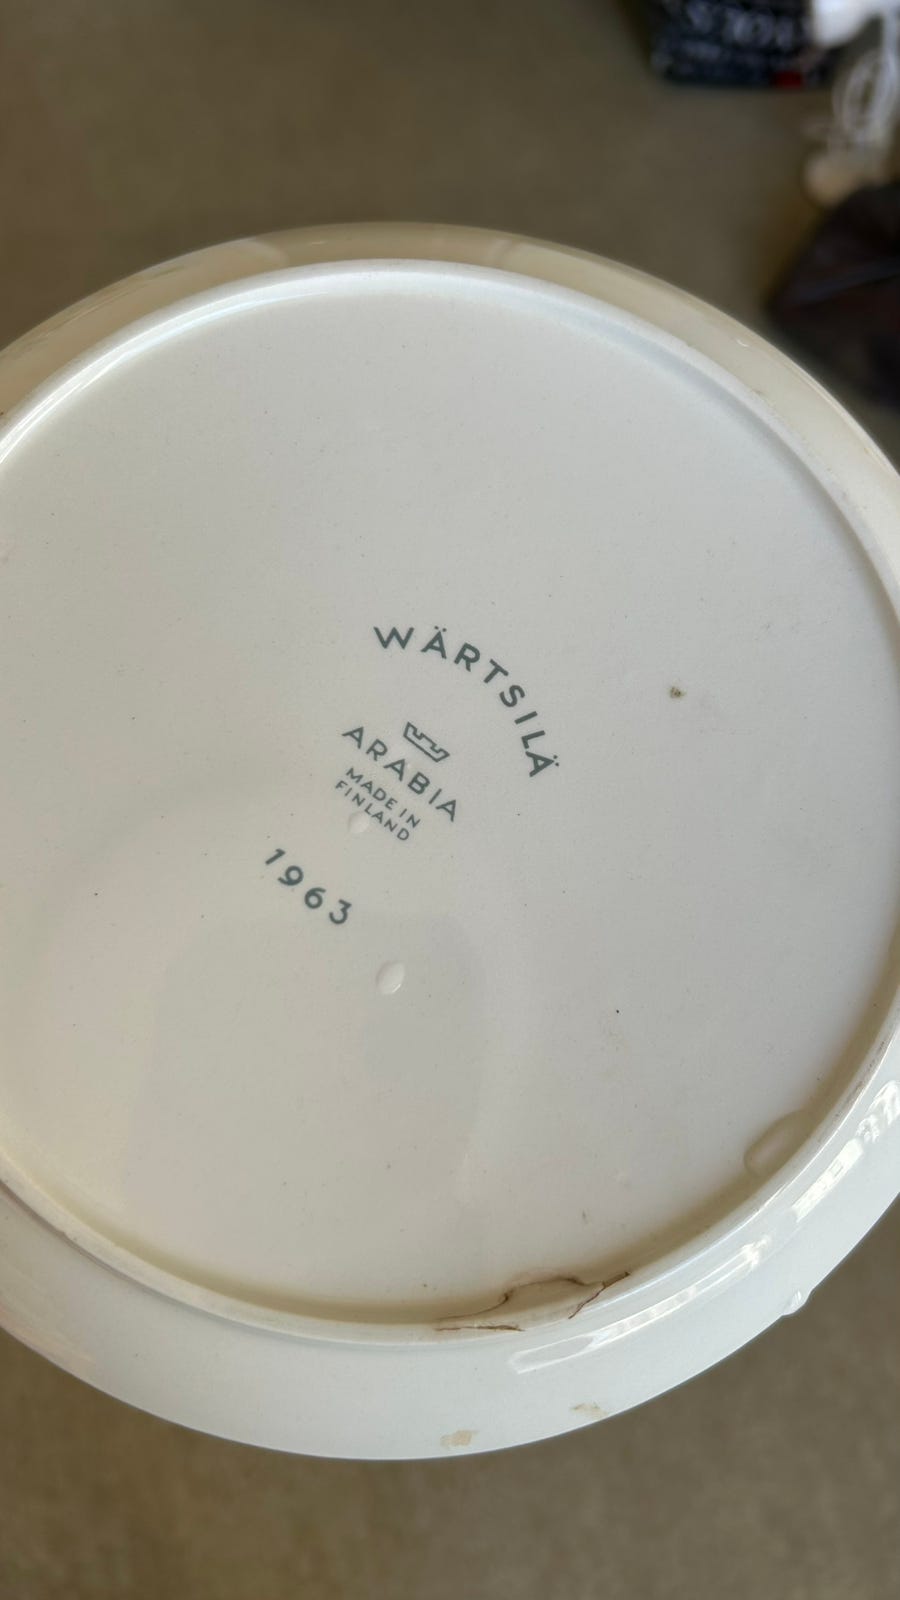 WÄRTSILÄ
ARABIA
MADE IN
FINLAND
1963